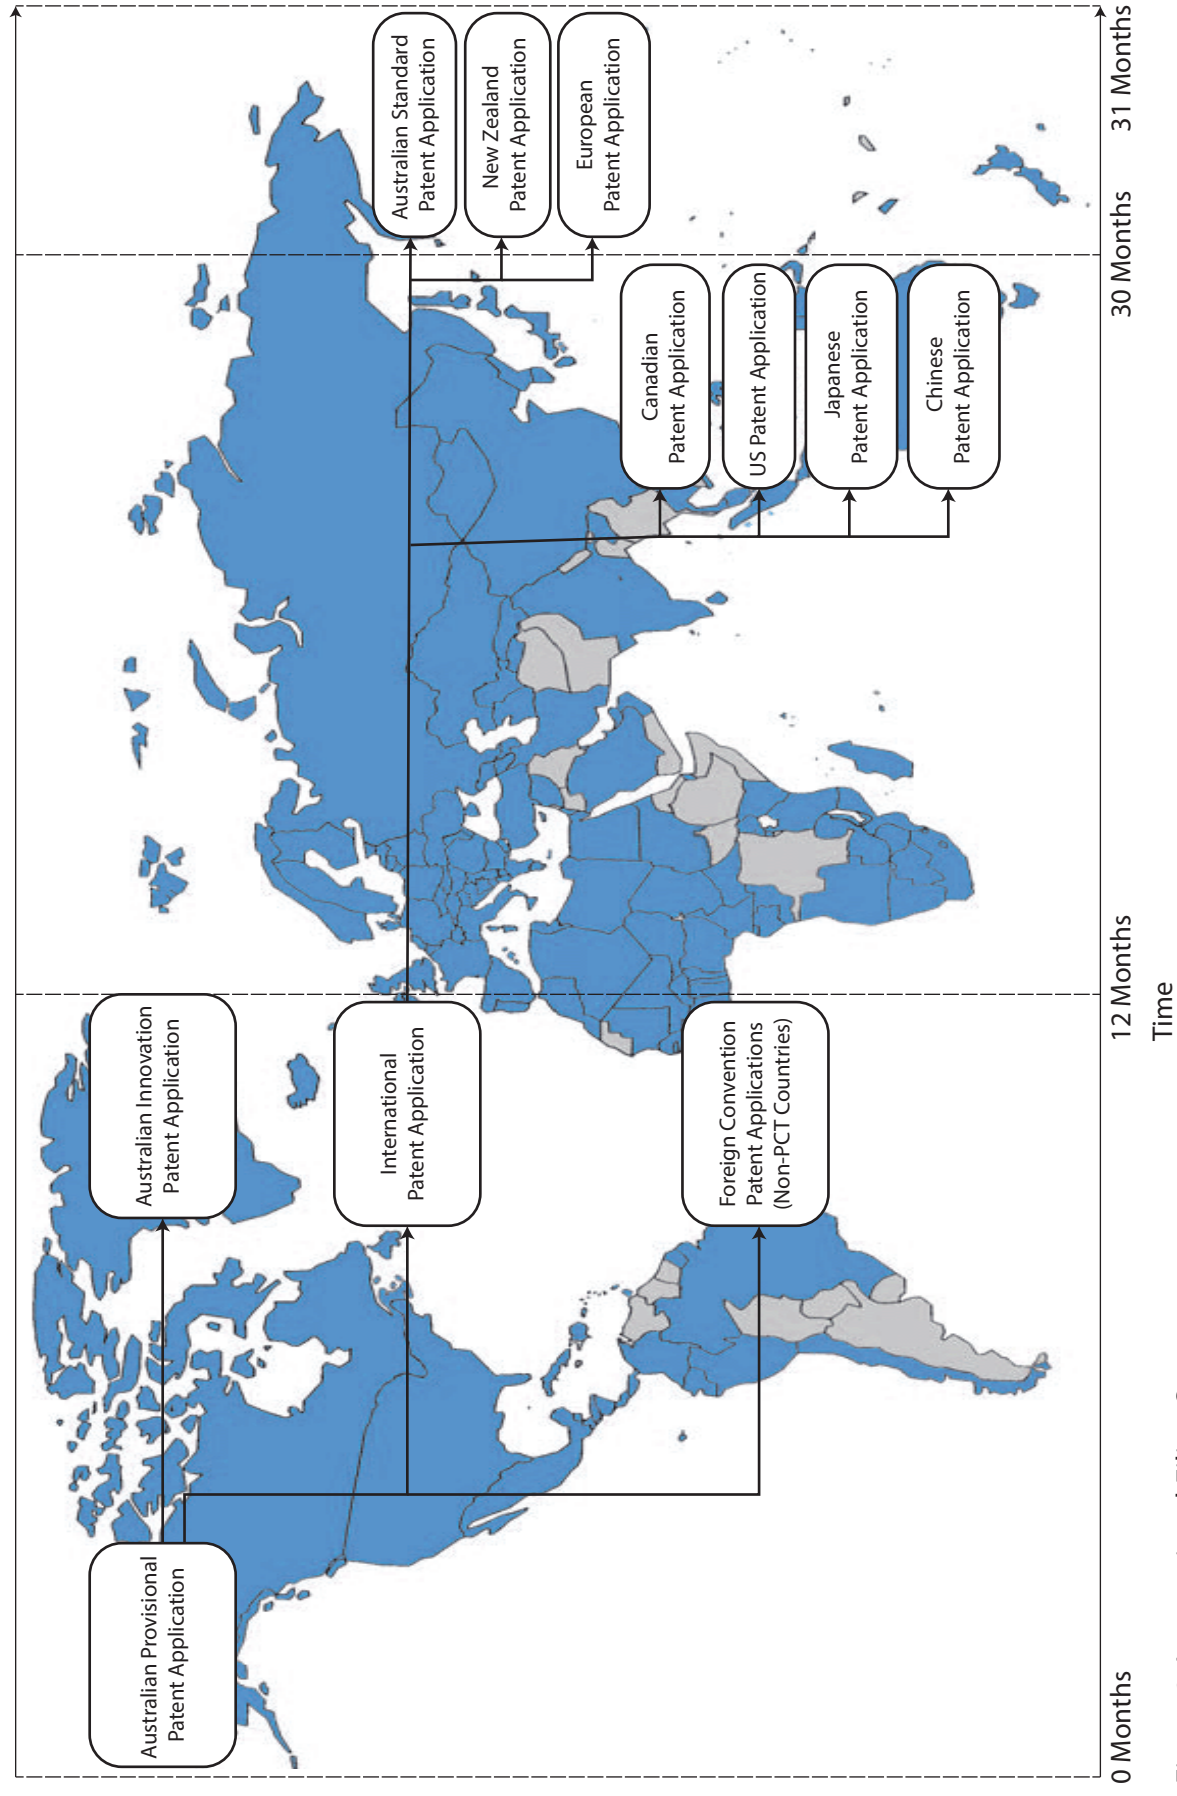 Australian Provisional
Patent Application
Australian Innovation
Patent Application
International
Patent Application
Foreign Convention
Patent Applications
(Non-PCT Countries)
Australian Standard
Patent Application
New Zealand
Patent Application
European
Patent Application
Canadian
Patent Application
US Patent Application
Japanese
Patent Application
Chinese
Patent Application
0 Months
12 Months
30 Months
31 Months
Time